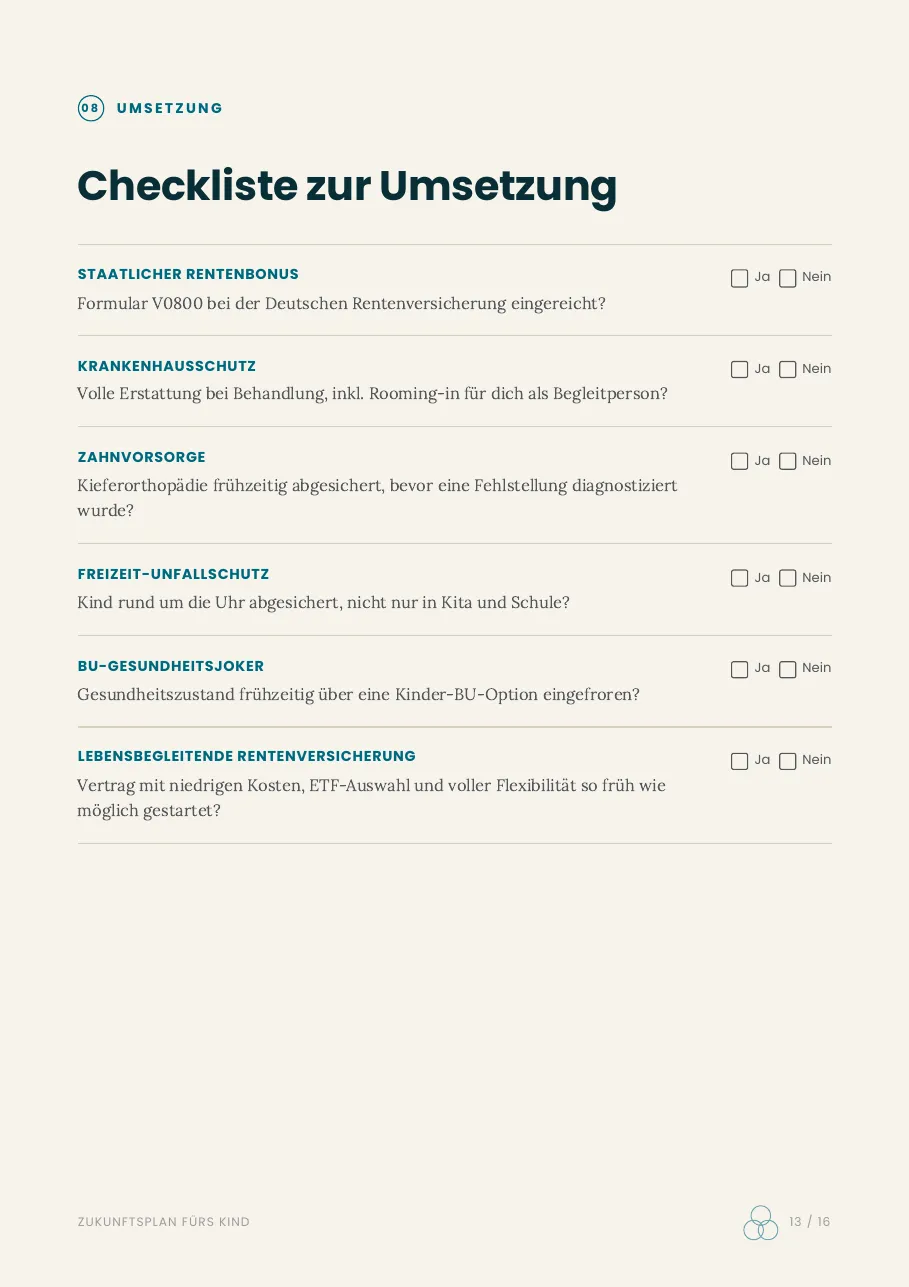 08 UMSETZUNG
Checkliste zur Umsetzung
STAATLICHER RENTENBONUS
Ja Nein
Formular V0800 bei der Deutschen Rentenversicherung eingereicht?
KRANKENHAUSSCHUTZ
Ja Nein
Volle Erstattung bei Behandlung, inkl. Rooming-in für dich als Begleitperson?
ZAHNVORSORGE
Ja Nein
Kieferorthopädie frühzeitig abgesichert, bevor eine Fehlstellung diagnostiziert
wurde?
FREIZEIT-UNFALLSCHUTZ
Ja Nein
Kind rund um die Uhr abgesichert, nicht nur in Kita und Schule?
BU-GESUNDHEITSJOKER
Ja Nein
Gesundheitszustand frühzeitig über eine Kinder-BU-Option eingefroren?
LEBENSBEGLEITENDE RENTENVERSICHERUNG
Ja Nein
Vertrag mit niedrigen Kosten, ETF-Auswahl und voller Flexibilität so früh wie
möglich gestartet?
ZUKUNFTSPLAN FÜRS KIND
13 / 16